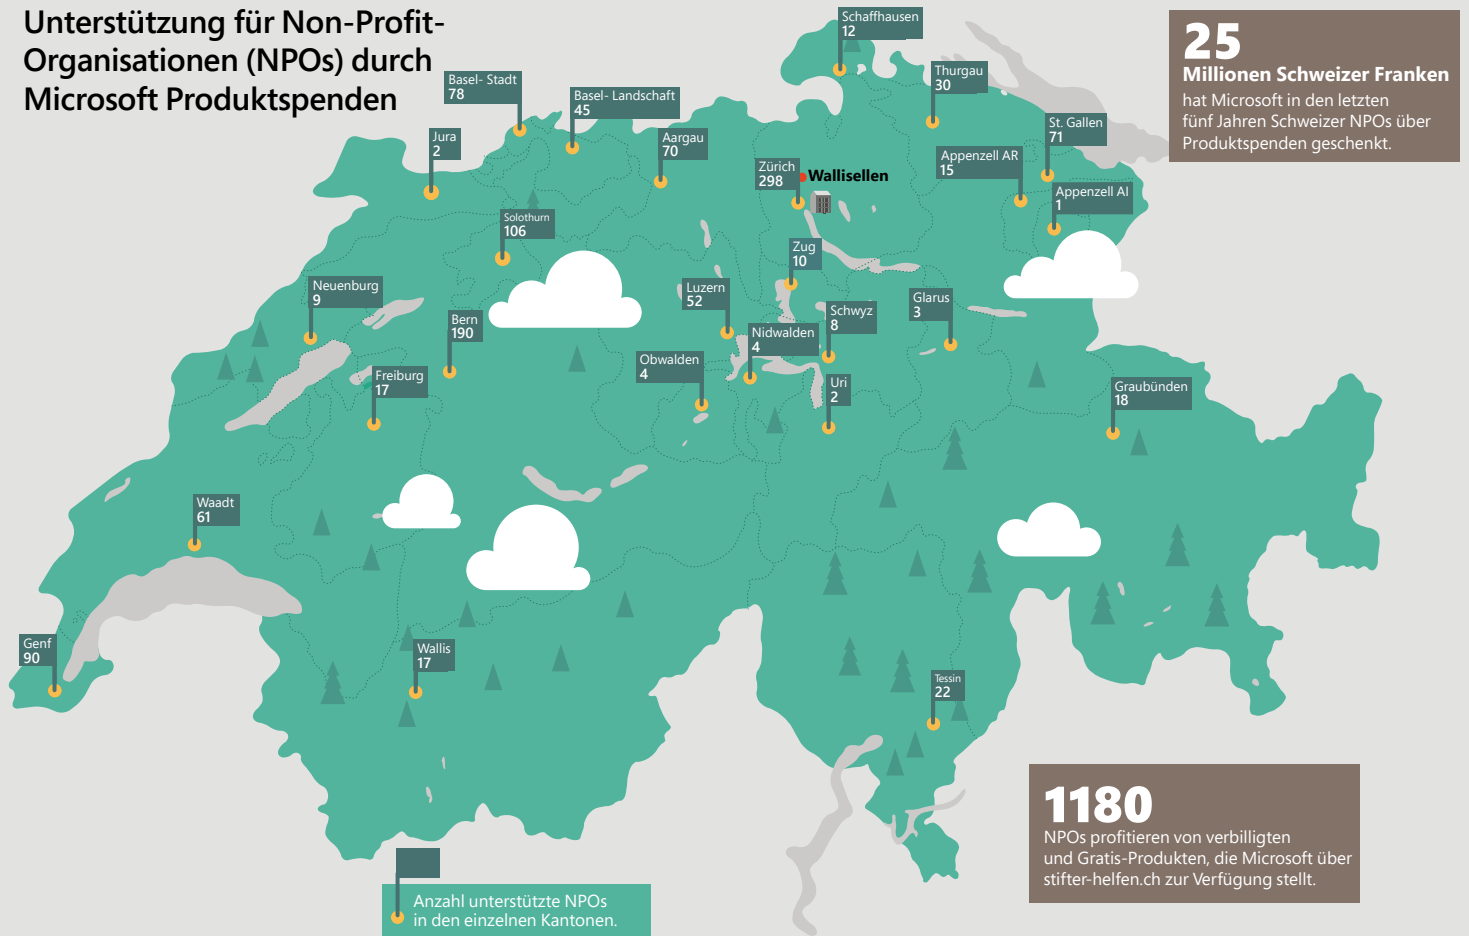 Unterstützung für Non-Profit-
Organisationen (NPOs) durch
Microsoft Produktspenden
25
Millionen Schweizer Franken
hat Microsoft in den letzten
fünf Jahren Schweizer NPOs über
Produktspenden geschenkt.
Schaffhausen
12
Thurgau
30
Basel- Stadt
78
Basel- Landschaft
45
St. Gallen
71
Jura
2
Aargau
70
Appenzell AR
15
Zürich
298
Wallisellen
Appenzell AI
1
Solothurn
106
Zug
10
Neuenburg
9
Luzern
52
Glarus
3
Schwyz
8
Bern
190
Nidwalden
4
Obwalden
4
Freiburg
17
Uri
2
Graubünden
18
Waadt
61
Genf
90
Wallis
17
Tessin
22
1180
NPOs profitieren von verbilligten
und Gratis-Produkten, die Microsoft über
stifter-helfen.ch zur Verfügung stellt.
Anzahl unterstützte NPOs
in den einzelnen Kantonen.